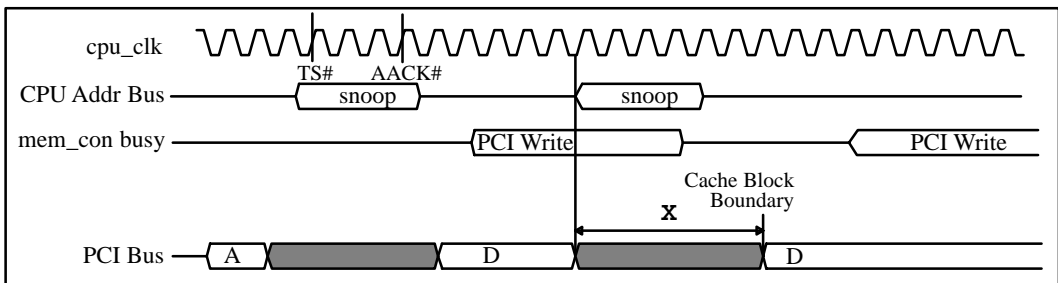 cpu_clk
TS# AACK#
CPU Addr Bus snoop snoop
mem_con busy PCI Write PCI Write
Cache Block
Boundary
X
PCI Bus A D D